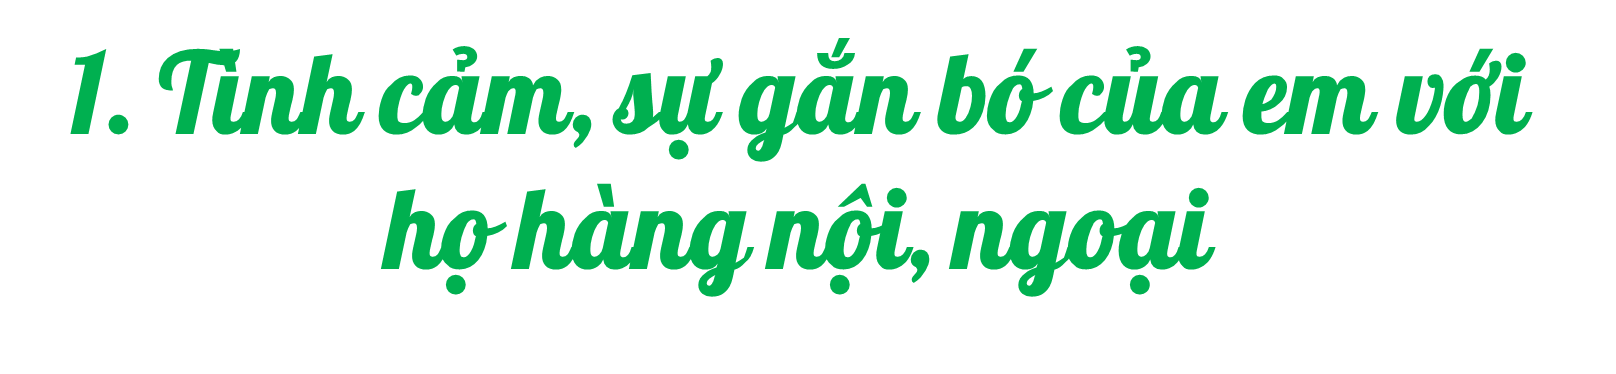 1. Tình cảm, sự gắn bó của em với
họ hàng nội, ngoại